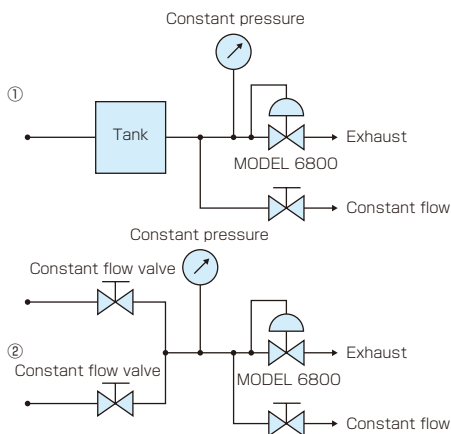 Constant pressure
①
Tank
Exhaust
MODEL 6800
Constant flow
Constant pressure
Constant flow valve
②
Exhaust
Constant flow valve
MODEL 6800
Constant flow